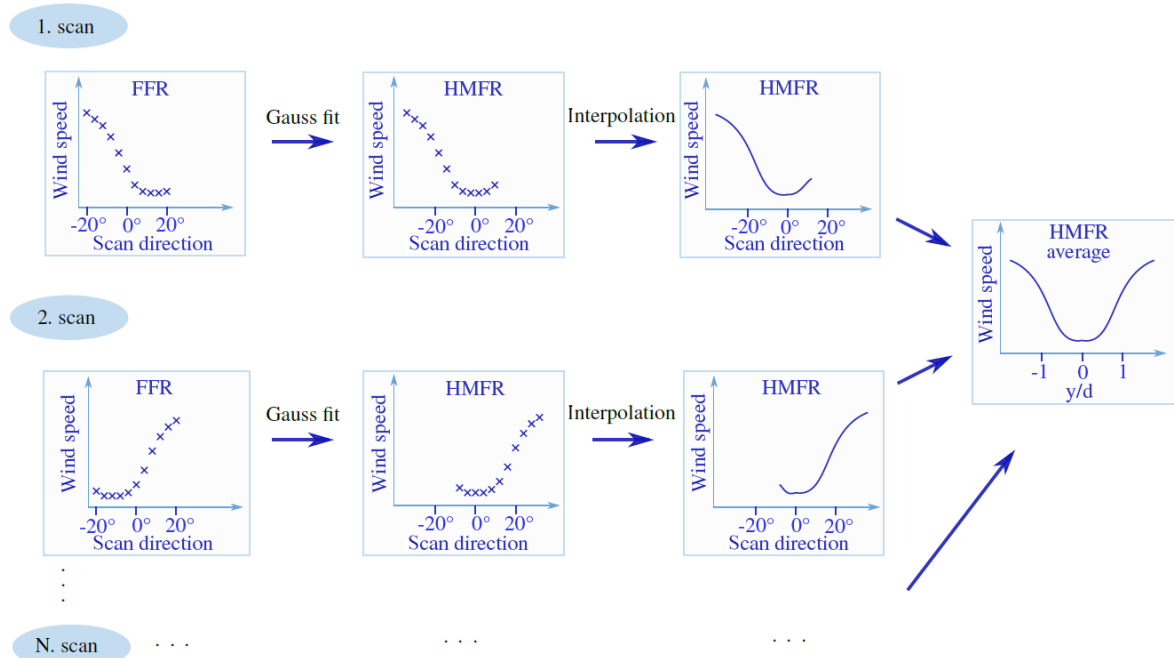 1. scan
FFR
Wind speed
-20° 0° 20°
Scan direction
Gauss fit
HMFR
Wind speed
-20° 0° 20°
Scan direction
Interpolation
HMFR
Wind speed
-20° 0° 20°
Scan direction
HMFR
average
Wind speed
-1 0 1
y/d
2. scan
FFR
Wind speed
-20° 0° 20°
Scan direction
Gauss fit
HMFR
Wind speed
-20° 0° 20°
Scan direction
Interpolation
HMFR
Wind speed
-20° 0° 20°
Scan direction
.
.
.
N. scan
. . .
. . .
. . .